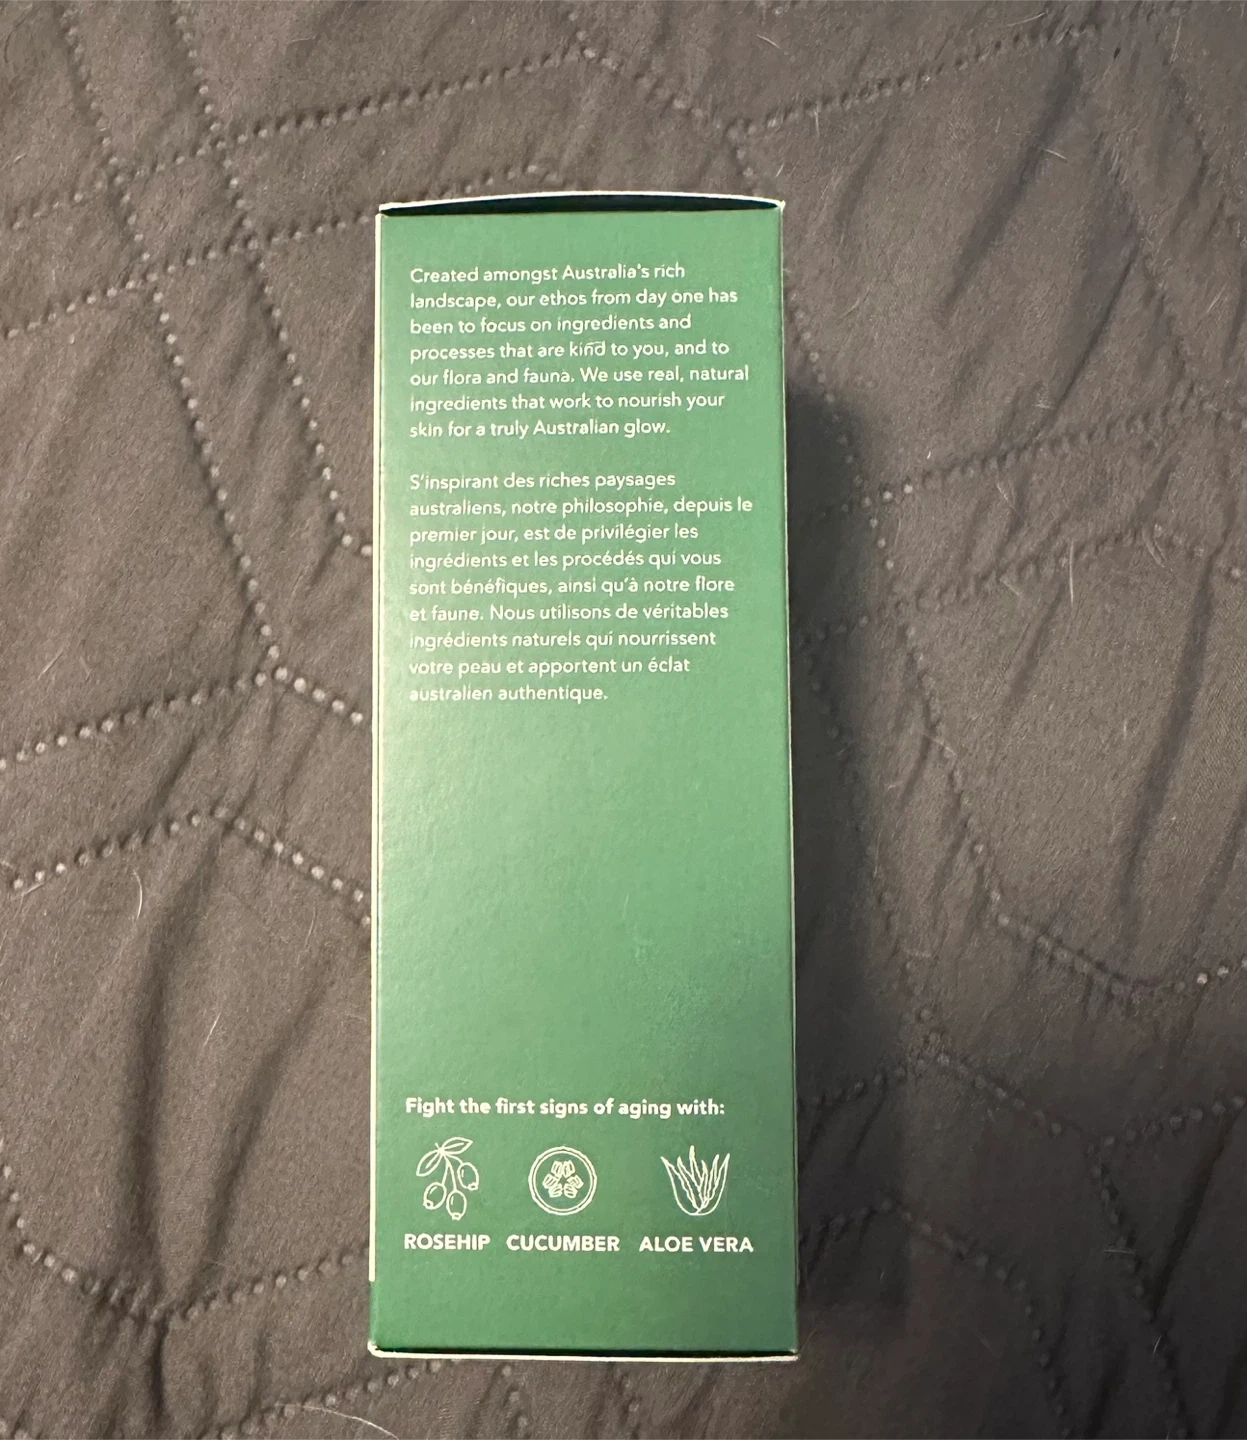 Created amongst Australia's rich
landscape, our ethos from day one has
been to focus on ingredients and
processes that are kind to you, and to
our flora and fauna. We use real, natural
ingredients that work to nourish your
skin for a truly Australian glow.
S'inspirant des riches paysages
australiens, notre philosophie, depuis le
premier jour, est de privilégier les
ingrédients et les procédés qui vous
sont bénéfiques, ainsi qu'à notre flore
et faune. Nous utilisons de véritables
ingrédients naturels qui nourrissent
votre peau et apportent un éclat
australien authentique.
Fight the first signs of aging with:
ROSEHIP CUCUMBER ALOE VERA